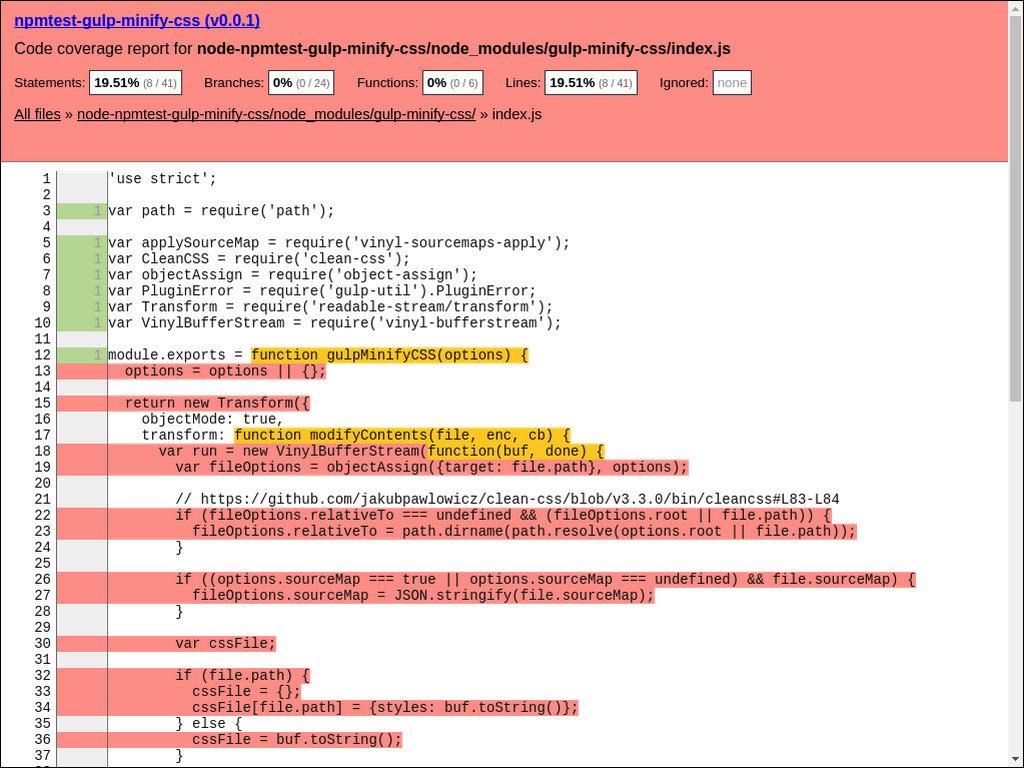 npmtest-gulp-minify-css (v0.0.1)
Code coverage report for node-npmtest-gulp-minify-css/node_modules/gulp-minify-css/index.js
Statements: 19.51% (8 / 41) Branches: 0% (0 / 24) Functions: 0% (0 / 6) Lines: 19.51% (8 / 41) Ignored: none
All files » node-npmtest-gulp-minify-css/node_modules/gulp-minify-css/ » index.js
1 'use strict';
2
3 1 var path = require('path');
4
5 1 var applySourceMap = require('vinyl-sourcemaps-apply');
6 1 var CleanCSS = require('clean-css');
7 1 var objectAssign = require('object-assign');
8 1 var PluginError = require('gulp-util').PluginError;
9 1 var Transform = require('readable-stream/transform');
10 1 var VinylBufferStream = require('vinyl-bufferstream');
11
12 1 module.exports = function gulpMinifyCSS(options) {
13   options = options || {};
14
15   return new Transform({
16     objectMode: true,
17     transform: function modifyContents(file, enc, cb) {
18       var run = new VinylBufferStream(function(buf, done) {
19         var fileOptions = objectAssign({target: file.path}, options);
20
21         // https://github.com/jakubpawlowicz/clean-css/blob/v3.3.0/bin/cleancss#L83-L84
22         if (fileOptions.relativeTo === undefined && (fileOptions.root || file.path)) {
23           fileOptions.relativeTo = path.dirname(path.resolve(options.root || file.path));
24         }
25
26         if ((options.sourceMap === true || options.sourceMap === undefined) && file.sourceMap) {
27           fileOptions.sourceMap = JSON.stringify(file.sourceMap);
28         }
29
30         var cssFile;
31
32         if (file.path) {
33           cssFile = {};
34           cssFile[file.path] = {styles: buf.toString()};
35         } else {
36           cssFile = buf.toString();
37         }